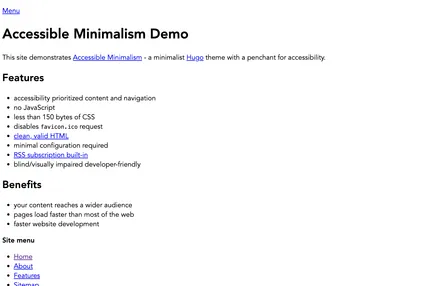 Menu
Accessible Minimalism Demo
This site demonstrates Accessible Minimalism - a minimalist Hugo theme with a penchant for accessibility.
Features
accessibility prioritized content and navigation
no JavaScript
less than 150 bytes of CSS
disables favicon.ico request
clean, valid HTML
minimal configuration required
RSS subscription built-in
blind/visually impaired developer-friendly
Benefits
your content reaches a wider audience
pages load faster than most of the web
faster website development
Site menu
Home
About
Features
Sitemap